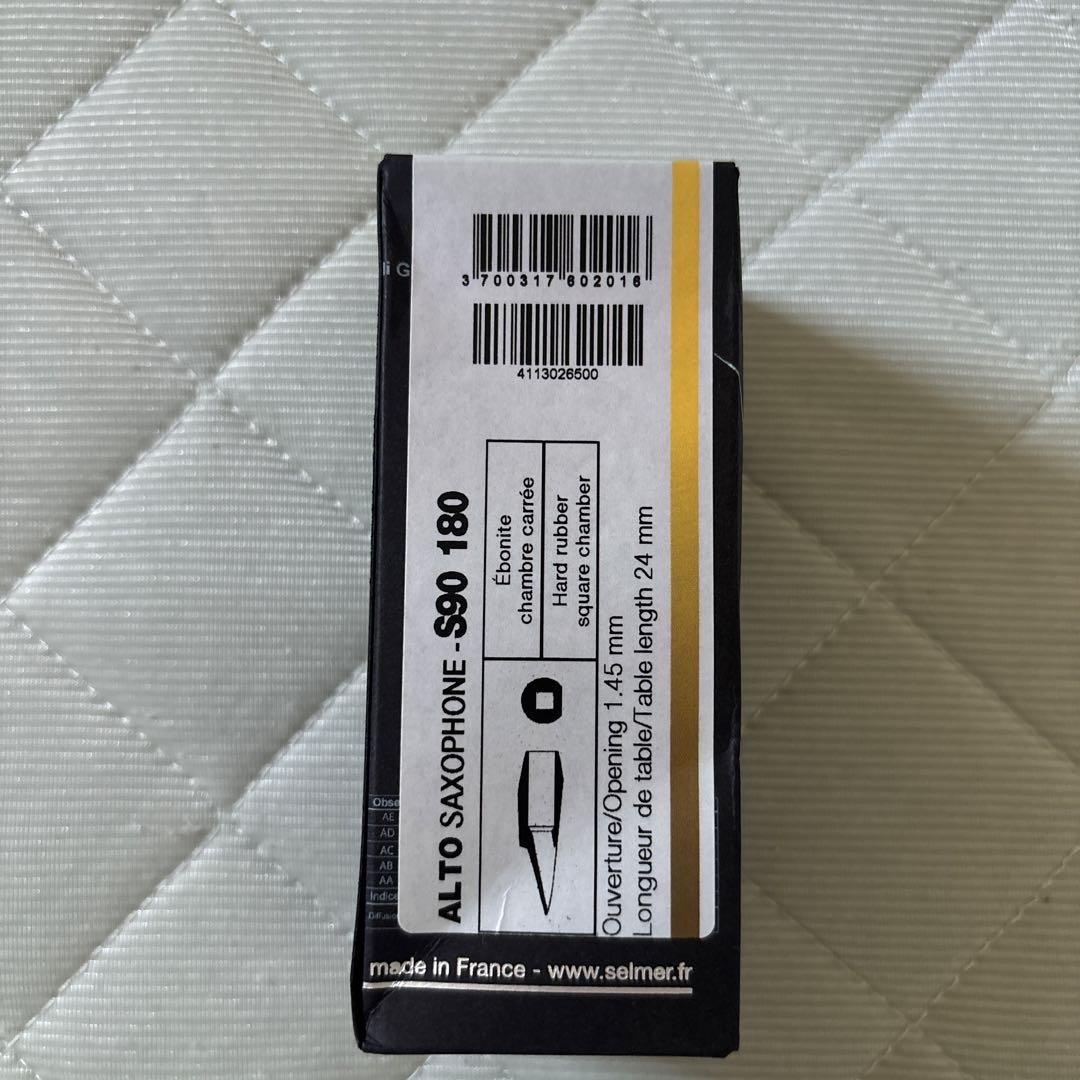 3 700317 602016
4113026500
ALTO SAXOPHONE - S90 180
Ébonite
chambre carrée
Hard rubber
square chamber
Ouverture/Opening 1.45 mm
Longueur de table/Table length 24 mm
AE
AD
AC
AB
AA
made in France - www.selmer.fr